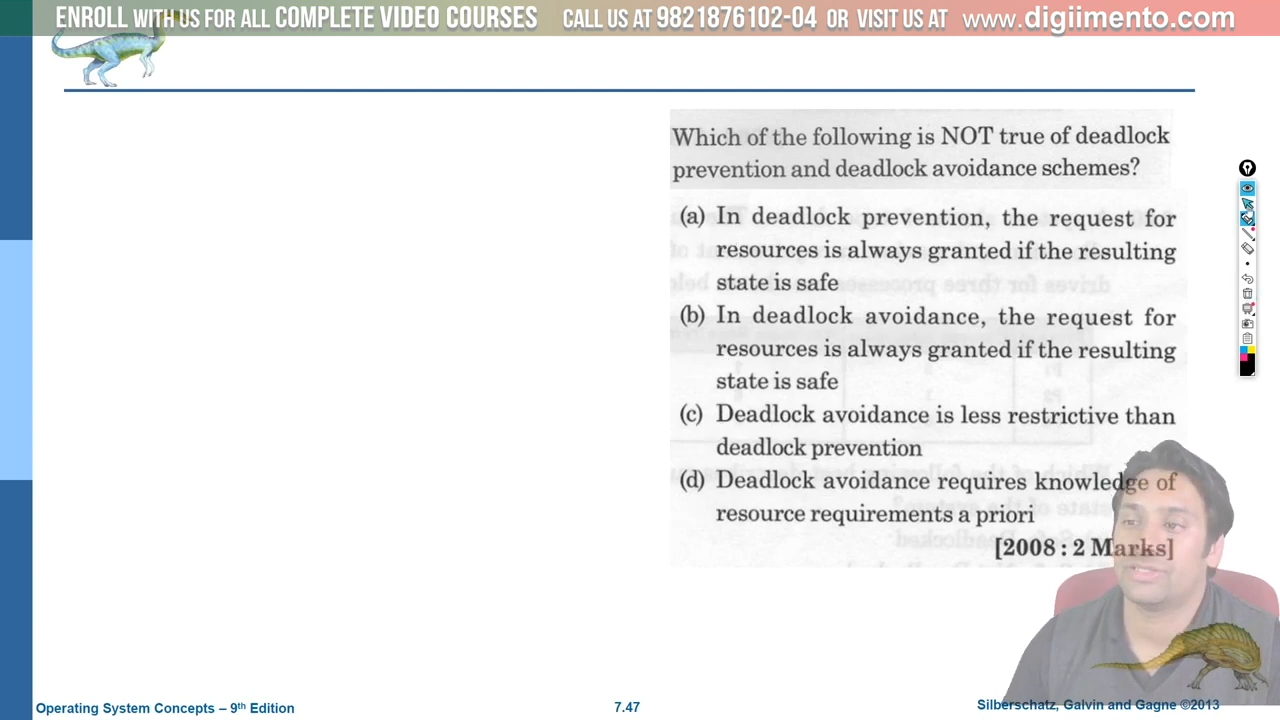 ENROLL WITH US FOR ALL COMPLETE VIDEO COURSES CALL US AT 9821876102-04 OR VISIT US AT www.digiimento.com
Which of the following is NOT true of deadlock
prevention and deadlock avoidance schemes?
(a) In deadlock prevention, the request for
resources is always granted if the resulting
state is safe
(b) In deadlock avoidance, the request for
resources is always granted if the resulting
state is safe
(c) Deadlock avoidance is less restrictive than
deadlock prevention
(d) Deadlock avoidance requires knowledge of
resource requirements a priori
[2008 : 2 Marks]
Operating System Concepts – 9th Edition 7.47 Silberschatz, Galvin and Gagne ©2013